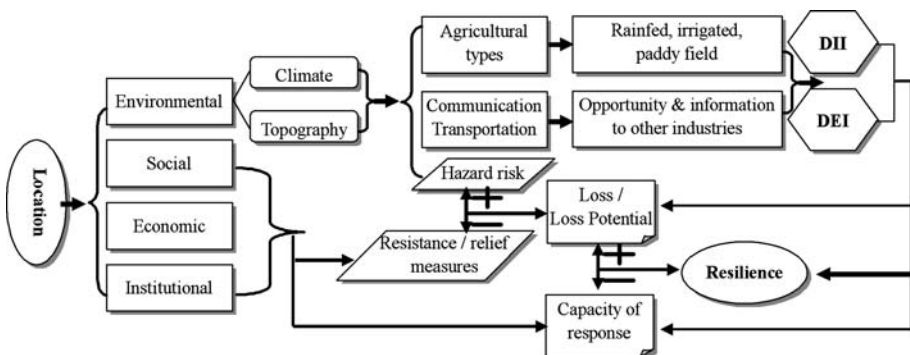 Location
Environmental
Social
Economic
Institutional
Climate
Topography
Agricultural
types
Communication
Transportation
Hazard risk
Resistance / relief
measures
Rainfed, irrigated,
paddy field
Opportunity & information
to other industries
Loss /
Loss Potential
Capacity of
response
DII
DEI
Resilience